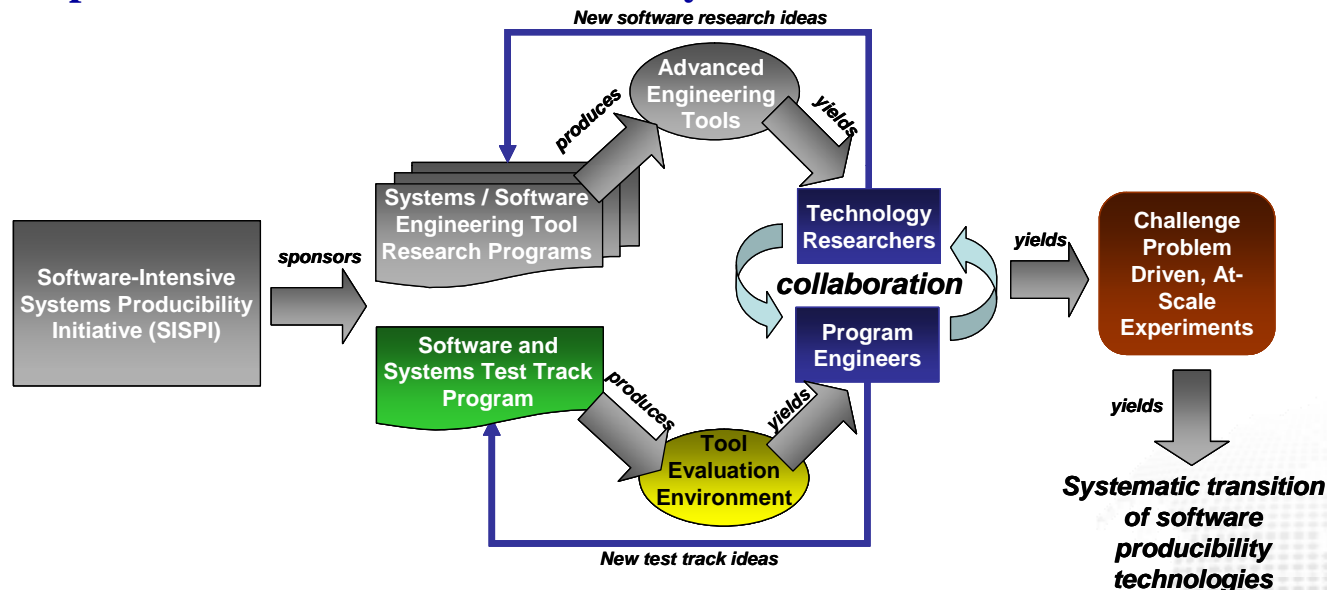 New software research ideas
Advanced
Engineering
Tools
produces
yields
Systems / Software
Engineering Tool
Research Programs
Technology
Researchers
Challenge
Problem
Driven, At-
Scale
Experiments
yields
sponsors
Software-Intensive
Systems Producibility
Initiative (SISPI)
collaboration
Program
Engineers
Software and
Systems Test Track
Program
produces
yields
yields
Tool
Evaluation
Environment
Systematic transition
of software
producibility
technologies
New test track ideas